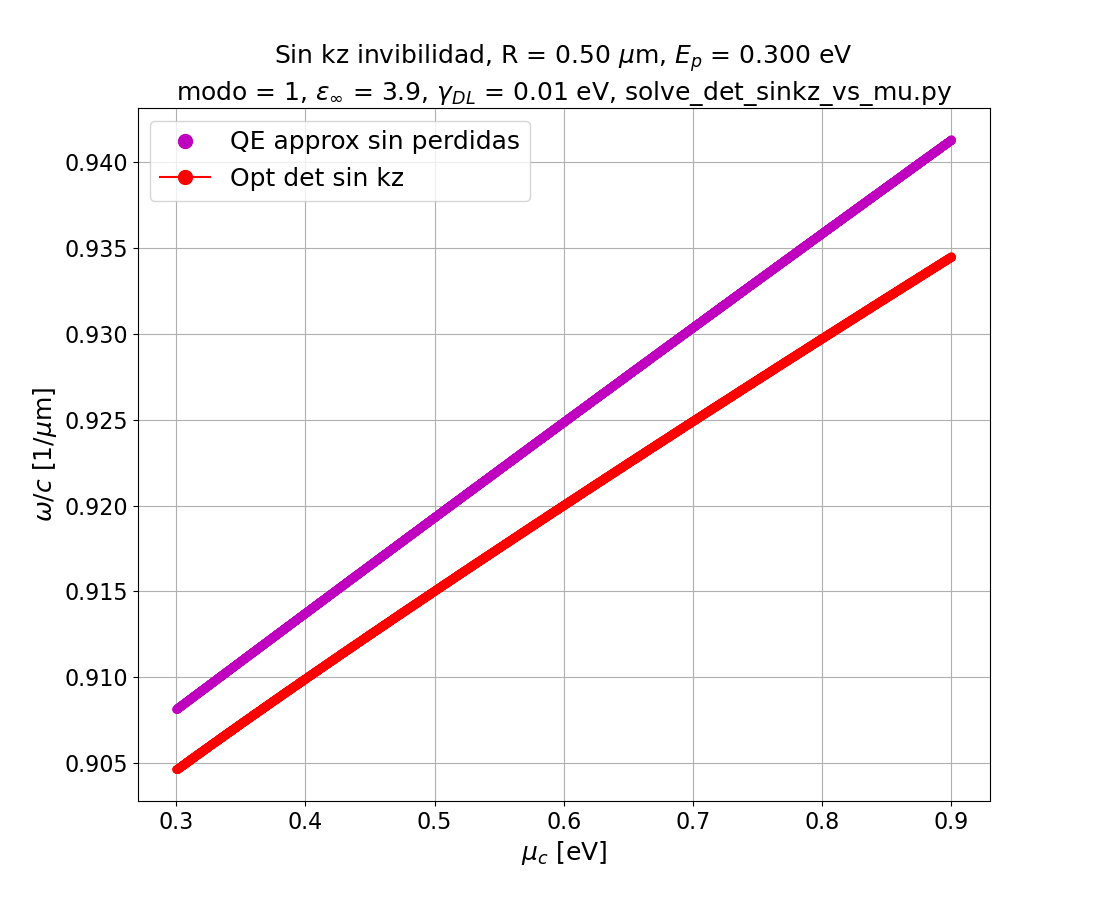 Sin kz invibilidad, R = 0.50 μm, E_p = 0.300 eV
modo = 1, ε_∞ = 3.9, γ_DL = 0.01 eV, solve_det_sinkz_vs_mu.py
QE approx sin perdidas
Opt det sin kz
0.940
0.935
0.930
0.925
0.920
0.915
0.910
0.905
ω/c [1/μm]
0.3 0.4 0.5 0.6 0.7 0.8 0.9
μ_c [eV]